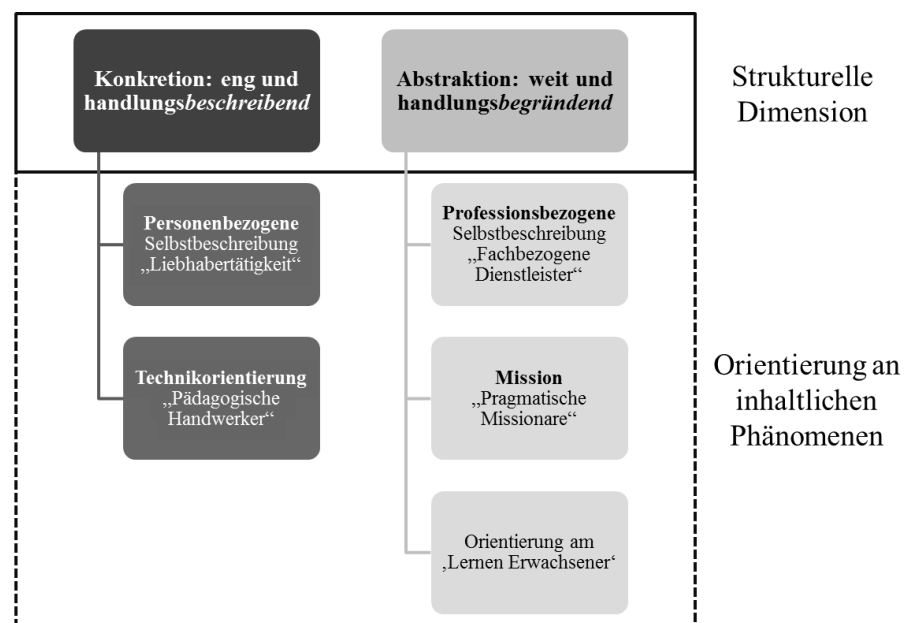 Konkretion: eng und
handlungsbeschreibend
Abstraktion: weit und
handlungsbegründend
Strukturelle
Dimension
Personenbezogene
Selbstbeschreibung
„Liebhabertätigkeit“
Professionsbezogene
Selbstbeschreibung
„Fachbezogene
Dienstleister“
Technikorientierung
„Pädagogische
Handwerker“
Mission
„Pragmatische
Missionare“
Orientierung an
inhaltlichen
Phänomenen
Orientierung am
‚Lernen Erwachsener‘